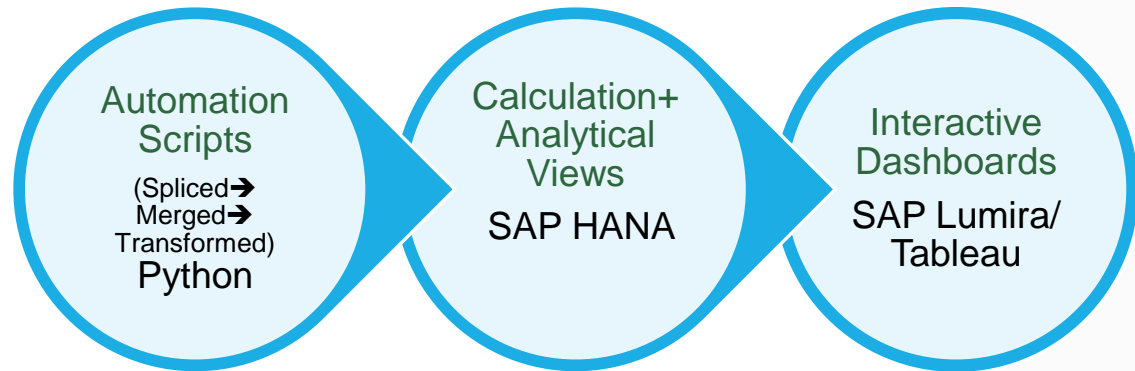 Automation
Scripts
(Spliced➔
Merged➔
Transformed)
Python
Calculation+
Analytical
Views
SAP HANA
Interactive
Dashboards
SAP Lumira/
Tableau